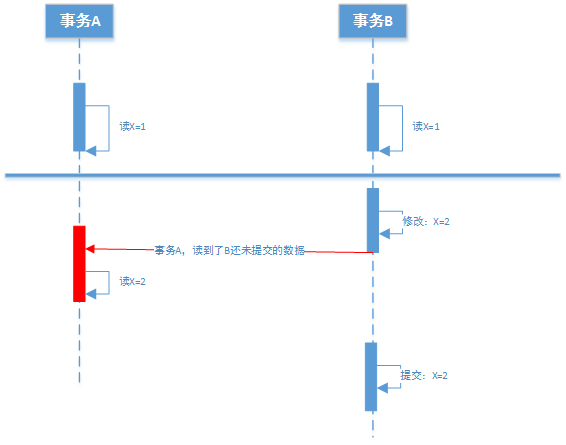 事务A
事务B
读X=1
读X=1
修改：X=2
事务A，读到了B还未提交的数据
读X=2
提交：X=2